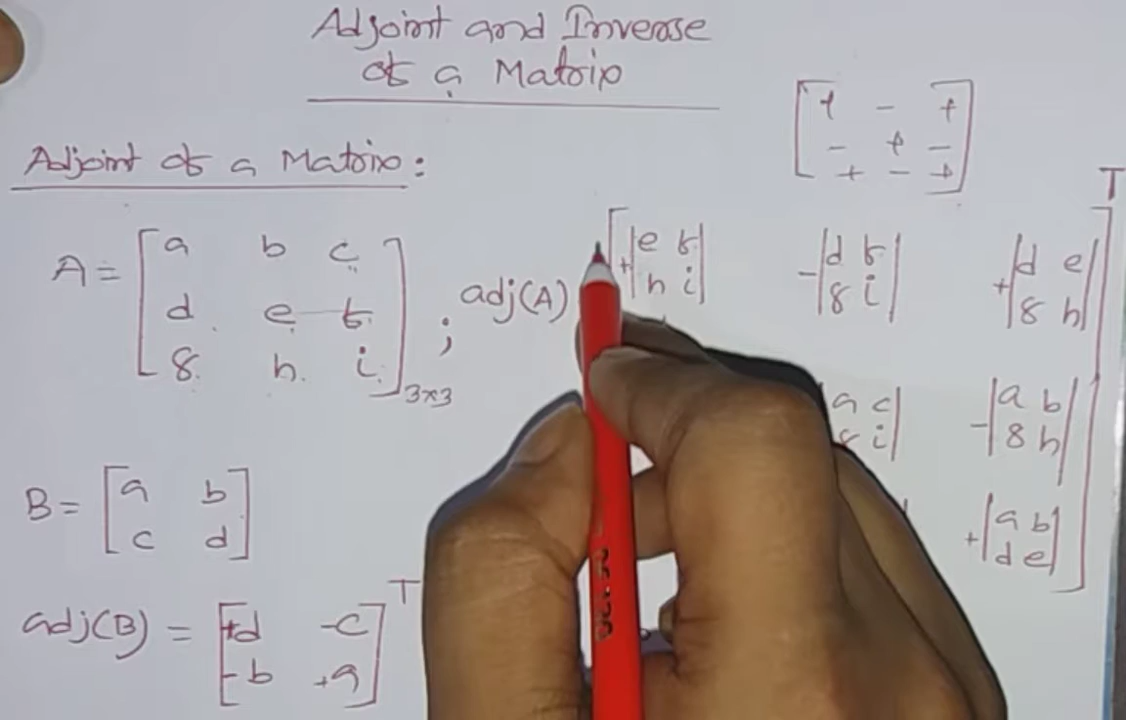 Adjoint and Inverse
of a Matrix
[+ - +
- + -
+ - +]
Adjoint of a Matrix:
A = [a b c
d e f
g h i]3×3 ; adj(A) [+|e f
h i| -|d f
g i| +|d e
g h|
|a c
g i| -|a b
g h|
+|a b
d e|]T
B = [a b
c d]
adj(B) = [+d -c
-b +a]T